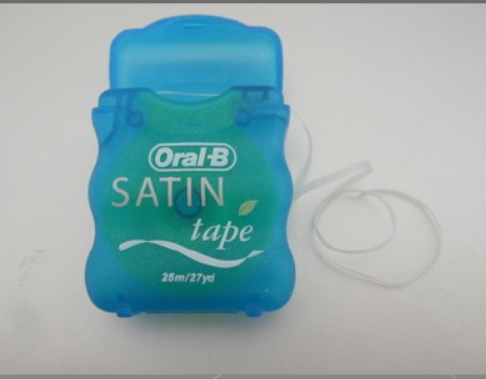 Oral-B
SATIN
tape
25m/27yd